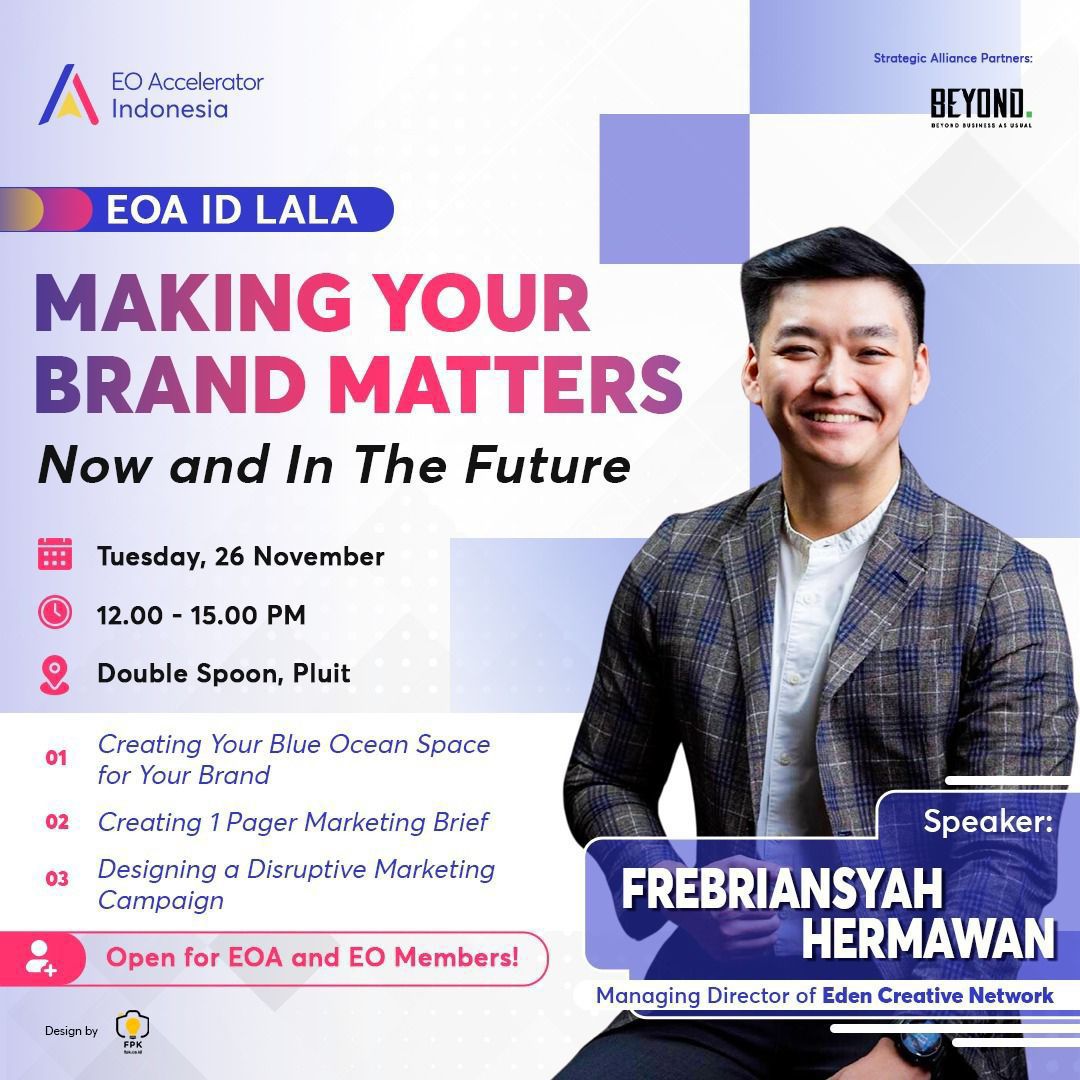 EO Accelerator
Indonesia
Strategic Alliance Partners:
BEYOND.
BEYOND BUSINESS AS USUAL
EOA ID LALA
MAKING YOUR
BRAND MATTERS
Now and In The Future
Tuesday, 26 November
12.00 - 15.00 PM
Double Spoon, Pluit
01
Creating Your Blue Ocean Space
for Your Brand
02
Creating 1 Pager Marketing Brief
03
Designing a Disruptive Marketing
Campaign
Open for EOA and EO Members!
Speaker:
FREBRIANSYAH
HERMAWAN
Managing Director of Eden Creative Network
Design by
FPK
fpk.co.id